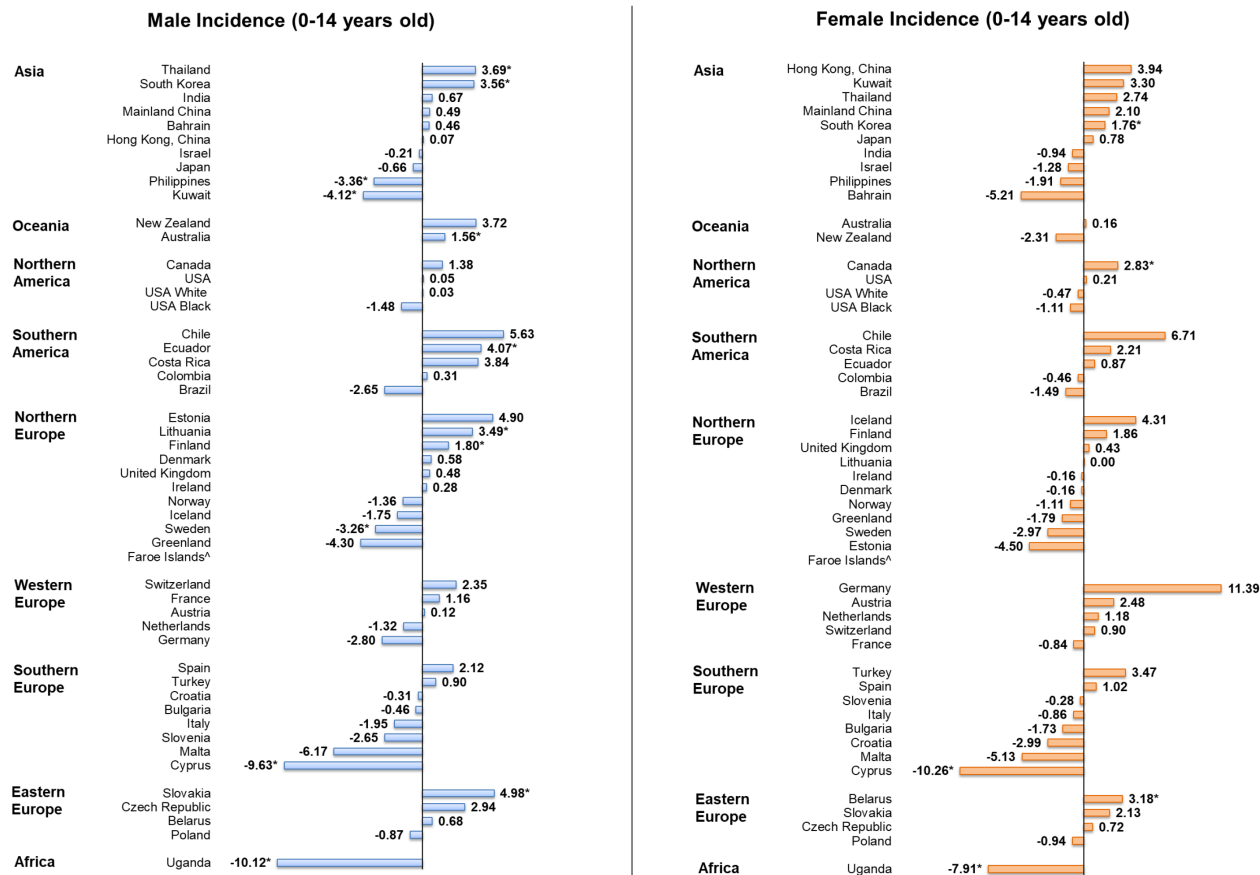 Male Incidence (0-14 years old)
Asia
Thailand 3.69*
South Korea 3.56*
India 0.67
Mainland China 0.49
Bahrain 0.46
Hong Kong, China 0.07
Israel -0.21
Japan -0.66
Philippines -3.36*
Kuwait -4.12*
Oceania
New Zealand 3.72
Australia 1.56*
Northern
America
Canada 1.38
USA 0.05
USA White 0.03
USA Black -1.48
Southern
America
Chile 5.63
Ecuador 4.07*
Costa Rica 3.84
Colombia 0.31
Brazil -2.65
Northern
Europe
Estonia 4.90
Lithuania 3.49*
Finland 1.80*
Denmark 0.58
United Kingdom 0.48
Ireland 0.28
Norway -1.36
Iceland -1.75
Sweden -3.26*
Greenland -4.30
Faroe Islands^
Western
Europe
Switzerland 2.35
France 1.16
Austria 0.12
Netherlands -1.32
Germany -2.80
Southern
Europe
Spain 2.12
Turkey 0.90
Croatia -0.31
Bulgaria -0.46
Italy -1.95
Slovenia -2.65
Malta -6.17
Cyprus -9.63*
Eastern
Europe
Slovakia 4.98*
Czech Republic 2.94
Belarus 0.68
Poland -0.87
Africa
Uganda -10.12*
Female Incidence (0-14 years old)
Asia
Hong Kong, China 3.94
Kuwait 3.30
Thailand 2.74
Mainland China 2.10
South Korea 1.76*
Japan 0.78
India -0.94
Israel -1.28
Philippines -1.91
Bahrain -5.21
Oceania
Australia 0.16
New Zealand -2.31
Northern
America
Canada 2.83*
USA 0.21
USA White -0.47
USA Black -1.11
Southern
America
Chile 6.71
Costa Rica 2.21
Ecuador 0.87
Colombia -0.46
Brazil -1.49
Northern
Europe
Iceland 4.31
Finland 1.86
United Kingdom 0.43
Lithuania 0.00
Ireland -0.16
Denmark -0.16
Norway -1.11
Greenland -1.79
Sweden -2.97
Estonia -4.50
Faroe Islands^
Western
Europe
Germany 11.39
Austria 2.48
Netherlands 1.18
Switzerland 0.90
France -0.84
Southern
Europe
Turkey 3.47
Spain 1.02
Slovenia -0.28
Italy -0.86
Bulgaria -1.73
Croatia -2.99
Malta -5.13
Cyprus -10.26*
Eastern
Europe
Belarus 3.18*
Slovakia 2.13
Czech Republic 0.72
Poland -0.94
Africa
Uganda -7.91*